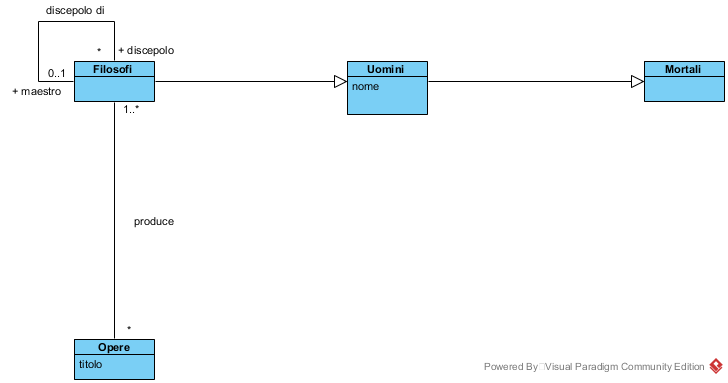 discepolo di
* + discepolo
0..1 Filosofi Uomini Mortali
+ maestro nome
1..*
produce
*
Opere
titolo
Powered By Visual Paradigm Community Edition